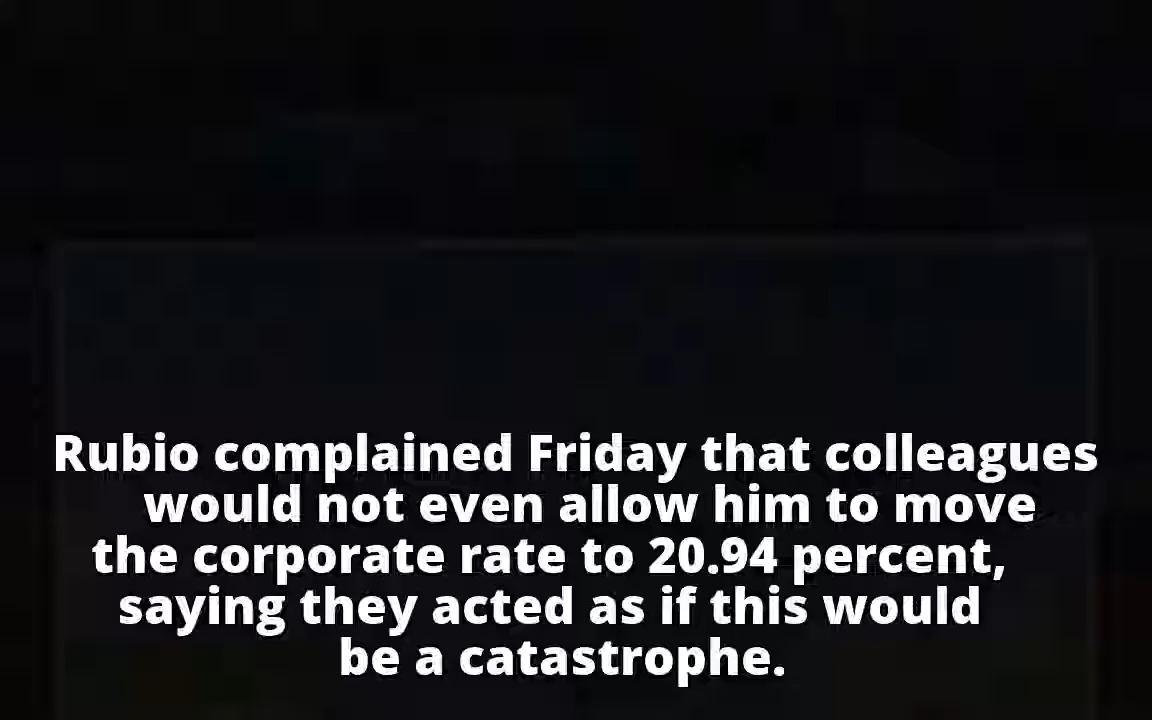 Rubio complained Friday that colleagues
would not even allow him to move
the corporate rate to 20.94 percent,
saying they acted as if this would
be a catastrophe.